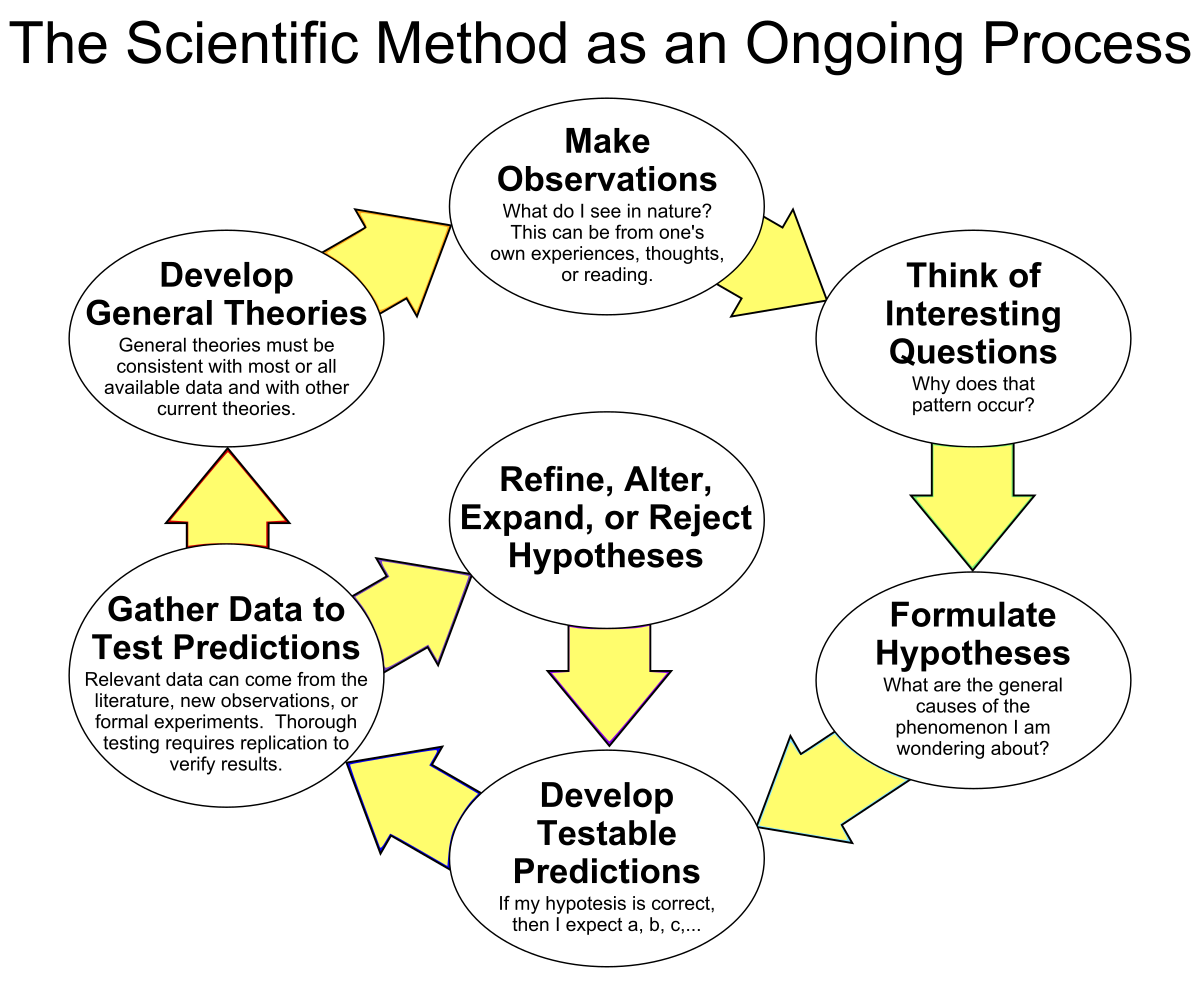 The Scientific Method as an Ongoing Process
Make
Observations
What do I see in nature?
This can be from one's
own experiences, thoughts,
or reading.
Think of
Interesting
Questions
Why does that
pattern occur?
Formulate
Hypotheses
What are the general
causes of the
phenomenon I am
wondering about?
Develop
Testable
Predictions
If my hypotesis is correct,
then I expect a, b, c,...
Gather Data to
Test Predictions
Relevant data can come from the
literature, new observations, or
formal experiments.  Thorough
testing requires replication to
verify results.
Refine, Alter,
Expand, or Reject
Hypotheses
Develop
General Theories
General theories must be
consistent with most or all
available data and with other
current theories.